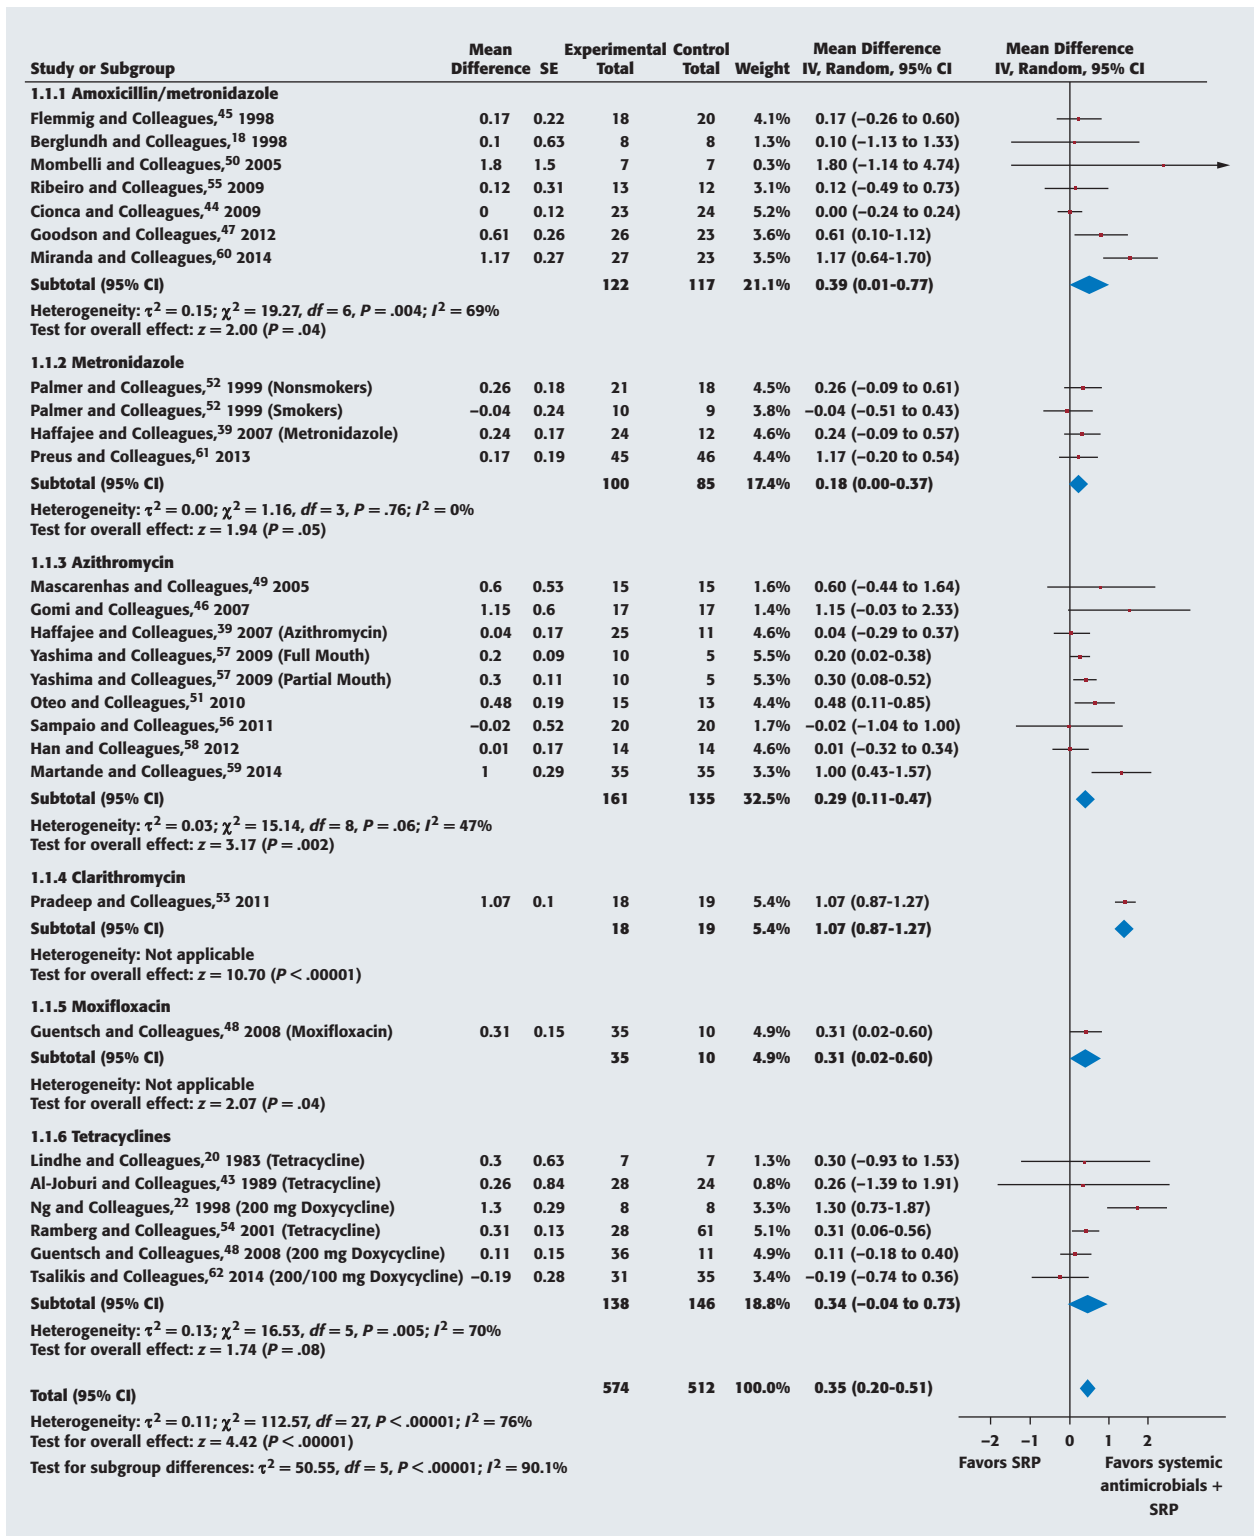 Study or Subgroup Mean Difference SE Experimental Total Control Total Weight Mean Difference IV, Random, 95% CI Mean Difference IV, Random, 95% CI
1.1.1 Amoxicillin/metronidazole
Flemmig and Colleagues,45 1998 0.17 0.22 18 20 4.1% 0.17 (−0.26 to 0.60)
Berglundh and Colleagues,18 1998 0.1 0.63 8 8 1.3% 0.10 (−1.13 to 1.33)
Mombelli and Colleagues,50 2005 1.8 1.5 7 7 0.3% 1.80 (−1.14 to 4.74)
Ribeiro and Colleagues,55 2009 0.12 0.31 13 12 3.1% 0.12 (−0.49 to 0.73)
Cionca and Colleagues,44 2009 0 0.12 23 24 5.2% 0.00 (−0.24 to 0.24)
Goodson and Colleagues,47 2012 0.61 0.26 26 23 3.6% 0.61 (0.10-1.12)
Miranda and Colleagues,60 2014 1.17 0.27 27 23 3.5% 1.17 (0.64-1.70)
Subtotal (95% CI) 122 117 21.1% 0.39 (0.01-0.77)
Heterogeneity: τ2 = 0.15; χ2 = 19.27, df = 6, P = .004; I2 = 69%
Test for overall effect: z = 2.00 (P = .04)
1.1.2 Metronidazole
Palmer and Colleagues,52 1999 (Nonsmokers) 0.26 0.18 21 18 4.5% 0.26 (−0.09 to 0.61)
Palmer and Colleagues,52 1999 (Smokers) −0.04 0.24 10 9 3.8% −0.04 (−0.51 to 0.43)
Haffajee and Colleagues,39 2007 (Metronidazole) 0.24 0.17 24 12 4.6% 0.24 (−0.09 to 0.57)
Preus and Colleagues,61 2013 0.17 0.19 45 46 4.4% 1.17 (−0.20 to 0.54)
Subtotal (95% CI) 100 85 17.4% 0.18 (0.00-0.37)
Heterogeneity: τ2 = 0.00; χ2 = 1.16, df = 3, P = .76; I2 = 0%
Test for overall effect: z = 1.94 (P = .05)
1.1.3 Azithromycin
Mascarenhas and Colleagues,49 2005 0.6 0.53 15 15 1.6% 0.60 (−0.44 to 1.64)
Gomi and Colleagues,46 2007 1.15 0.6 17 17 1.4% 1.15 (−0.03 to 2.33)
Haffajee and Colleagues,39 2007 (Azithromycin) 0.04 0.17 25 11 4.6% 0.04 (−0.29 to 0.37)
Yashima and Colleagues,57 2009 (Full Mouth) 0.2 0.09 10 5 5.5% 0.20 (0.02-0.38)
Yashima and Colleagues,57 2009 (Partial Mouth) 0.3 0.11 10 5 5.3% 0.30 (0.08-0.52)
Oteo and Colleagues,51 2010 0.48 0.19 15 13 4.4% 0.48 (0.11-0.85)
Sampaio and Colleagues,56 2011 −0.02 0.52 20 20 1.7% −0.02 (−1.04 to 1.00)
Han and Colleagues,58 2012 0.01 0.17 14 14 4.6% 0.01 (−0.32 to 0.34)
Martande and Colleagues,59 2014 1 0.29 35 35 3.3% 1.00 (0.43-1.57)
Subtotal (95% CI) 161 135 32.5% 0.29 (0.11-0.47)
Heterogeneity: τ2 = 0.03; χ2 = 15.14, df = 8, P = .06; I2 = 47%
Test for overall effect: z = 3.17 (P = .002)
1.1.4 Clarithromycin
Pradeep and Colleagues,53 2011 1.07 0.1 18 19 5.4% 1.07 (0.87-1.27)
Subtotal (95% CI) 18 19 5.4% 1.07 (0.87-1.27)
Heterogeneity: Not applicable
Test for overall effect: z = 10.70 (P < .00001)
1.1.5 Moxifloxacin
Guentsch and Colleagues,48 2008 (Moxifloxacin) 0.31 0.15 35 10 4.9% 0.31 (0.02-0.60)
Subtotal (95% CI) 35 10 4.9% 0.31 (0.02-0.60)
Heterogeneity: Not applicable
Test for overall effect: z = 2.07 (P = .04)
1.1.6 Tetracyclines
Lindhe and Colleagues,20 1983 (Tetracycline) 0.3 0.63 7 7 1.3% 0.30 (−0.93 to 1.53)
Al-Joburi and Colleagues,43 1989 (Tetracycline) 0.26 0.84 28 24 0.8% 0.26 (−1.39 to 1.91)
Ng and Colleagues,22 1998 (200 mg Doxycycline) 1.3 0.29 8 8 3.3% 1.30 (0.73-1.87)
Ramberg and Colleagues,54 2001 (Tetracycline) 0.31 0.13 28 61 5.1% 0.31 (0.06-0.56)
Guentsch and Colleagues,48 2008 (200 mg Doxycycline) 0.11 0.15 36 11 4.9% 0.11 (−0.18 to 0.40)
Tsalikis and Colleagues,62 2014 (200/100 mg Doxycycline) −0.19 0.28 31 35 3.4% −0.19 (−0.74 to 0.36)
Subtotal (95% CI) 138 146 18.8% 0.34 (−0.04 to 0.73)
Heterogeneity: τ2 = 0.13; χ2 = 16.53, df = 5, P = .005; I2 = 70%
Test for overall effect: z = 1.74 (P = .08)
Total (95% CI) 574 512 100.0% 0.35 (0.20-0.51)
Heterogeneity: τ2 = 0.11; χ2 = 112.57, df = 27, P < .00001; I2 = 76%
Test for overall effect: z = 4.42 (P < .00001)
Test for subgroup differences: τ2 = 50.55, df = 5, P < .00001; I2 = 90.1%
−2 −1 0 1 2
Favors SRP Favors systemic
antimicrobials +
SRP